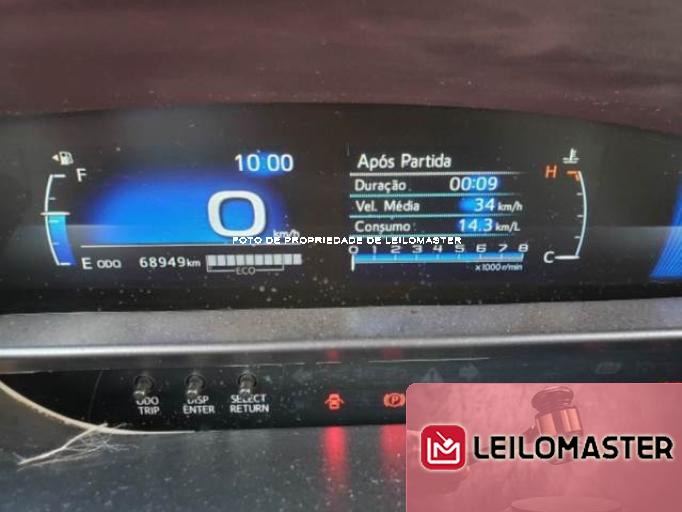 F
10:00
0 km/h
E ODO 68949 km
ECO
Após Partida
Duração. 00:09
Vel. Média 34 km/h
Consumo: 14.3 km/L
0 1 2 3 4 5 6 7 8
x1000r/min
H
C
FOTO DE PROPRIEDADE DE LEILOMASTER
ODO TRIP
DISP ENTER
SELECT RETURN
P
LEILOMASTER